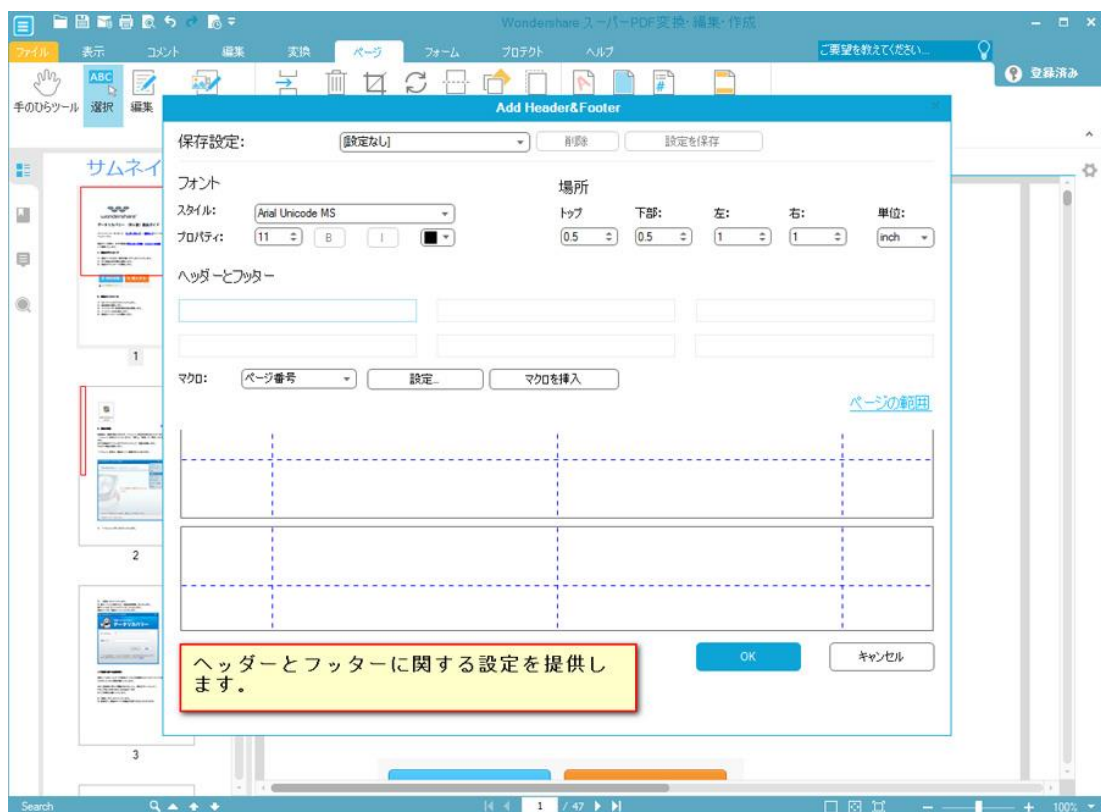 Wondershare スーパーPDF変換・編集・作成
ファイル 表示 コメント 編集 変換 ページ フォーム プロテクト ヘルプ ご要望を教えてください...
登録済み
ABC
手のひらツール 選択 編集
Add Header&Footer
保存設定: [設定なし] 削除 設定を保存
サムネイ
フォント 場所
スタイル: Arial Unicode MS トップ 下部: 左: 右: 単位:
プロパティ: 11 B I 0.5 0.5 1 1 inch
ヘッダーとフッター
1
マクロ: ページ番号 設定... マクロを挿入
ページの範囲
2
OK キャンセル
ヘッダーとフッターに関する設定を提供し
ます。
3
Search 1 / 47 100%